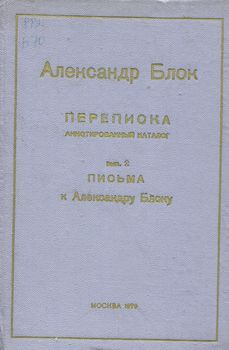 Александр Блок
ПЕРЕПИСКА
АННОТИРОВАННЫЙ КАТАЛОГ
вып. 2
ПИСЬМА
к Александру Блоку
МОСКВА 1979